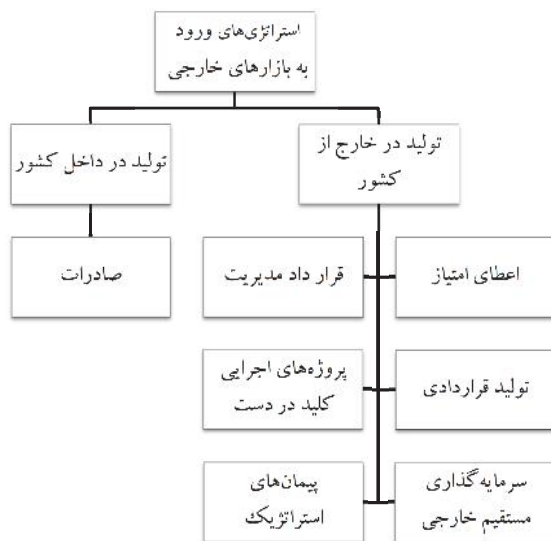 استراتژی‌های ورود
به بازارهای خارجی
تولید در خارج از
کشور
تولید در داخل کشور
اعطای امتیاز
قرار داد مدیریت
صادرات
تولید قراردادی
پروژه‌های اجرایی
کلید در دست
سرمایه گذاری
مستقیم خارجی
پیمان‌های
استراتژیک